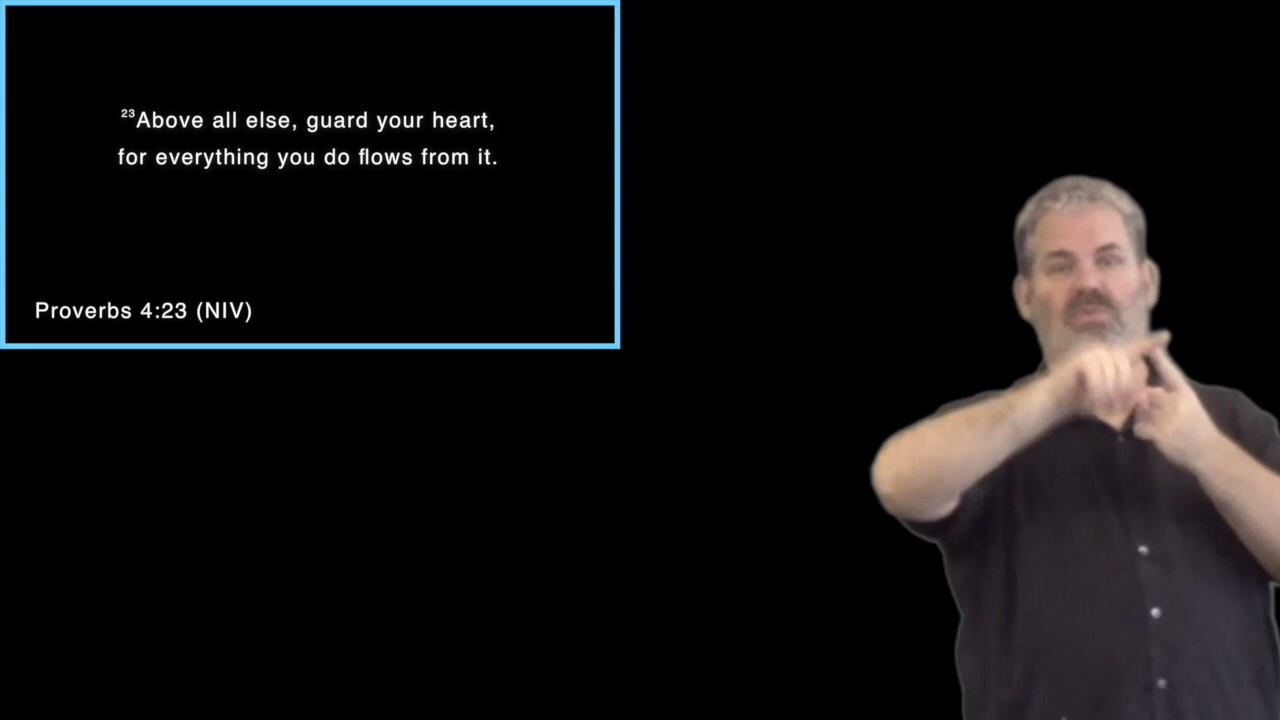 ²³Above all else, guard your heart,
for everything you do flows from it.
Proverbs 4:23 (NIV)